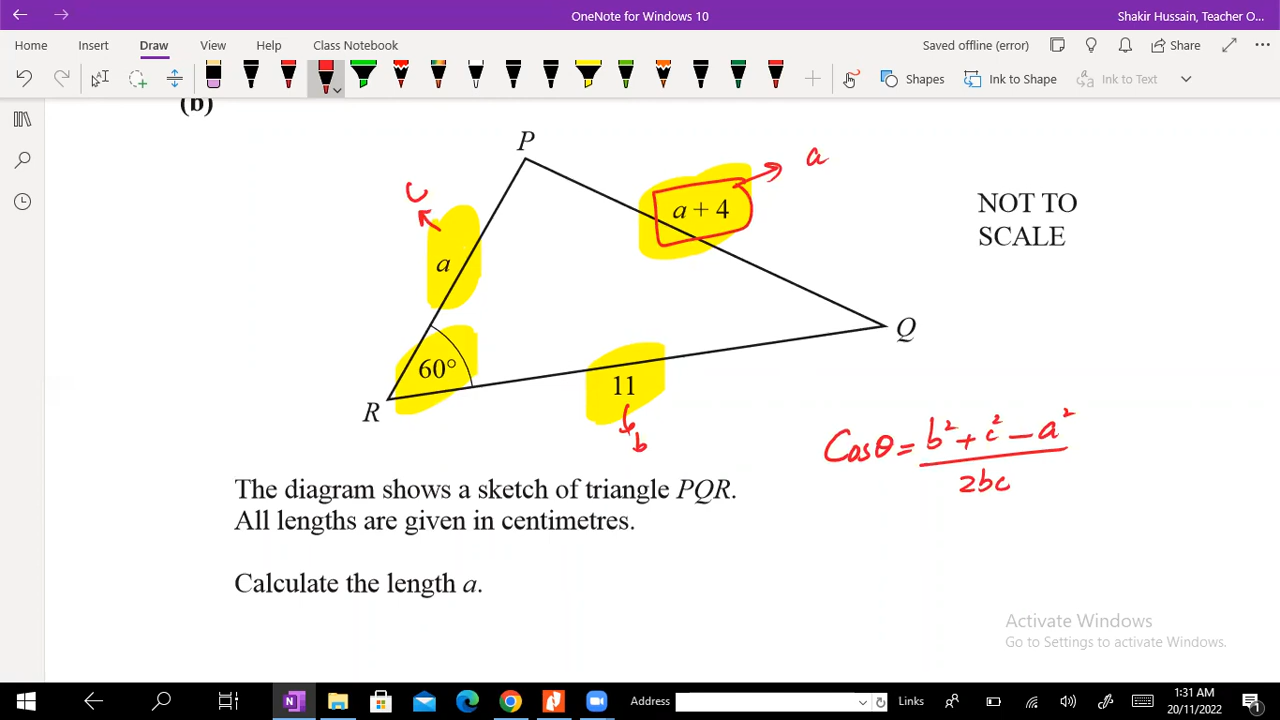 OneNote for Windows 10
Shakir Hussain, Teacher O...
Home Insert Draw View Help Class Notebook
Saved offline (error) Share
Shapes Ink to Shape Ink to Text
(b)
P
a
c
a + 4
NOT TO
SCALE
a
Q
60°
11
R
b
Cosθ = b² + c² – a² / 2bc
The diagram shows a sketch of triangle PQR.
All lengths are given in centimetres.
Calculate the length a.
Activate Windows
Go to Settings to activate Windows.
Address
Links
1:31 AM
20/11/2022
1